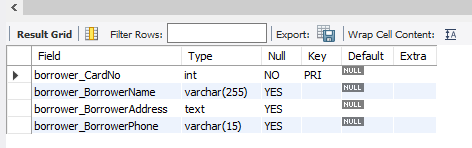 Result Grid Filter Rows: Export: Wrap Cell Content: IA
Field Type Null Key Default Extra
borrower_CardNo int NO PRI NULL
borrower_BorrowerName varchar(255) YES NULL
borrower_BorrowerAddress text YES NULL
borrower_BorrowerPhone varchar(15) YES NULL